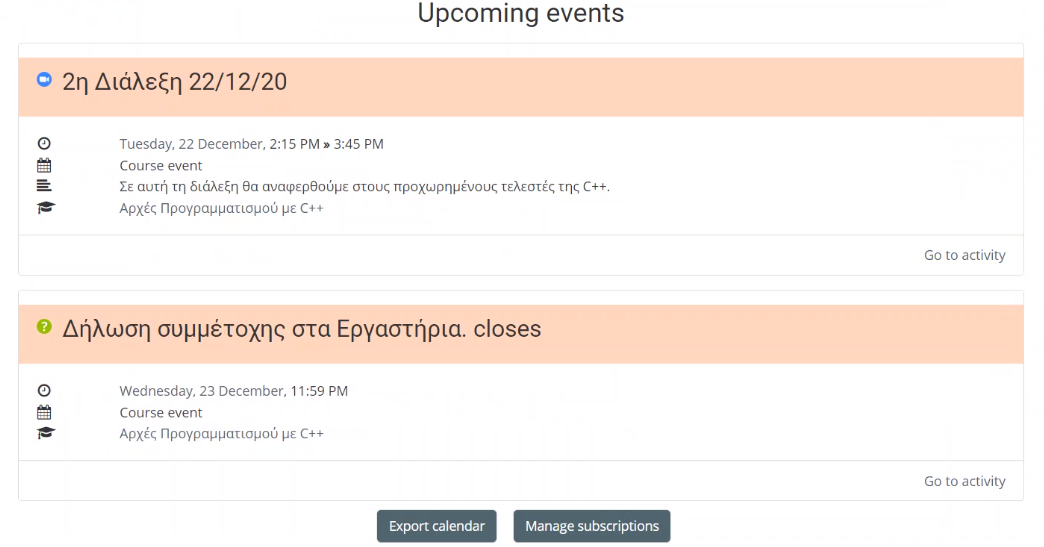 Upcoming events
2η Διάλεξη 22/12/20
Tuesday, 22 December, 2:15 PM » 3:45 PM
Course event
Σε αυτή τη διάλεξη θα αναφερθούμε στους προχωρημένους τελεστές της C++.
Αρχές Προγραμματισμού με C++
Go to activity
Δήλωση συμμέτοχης στα Εργαστήρια. closes
Wednesday, 23 December, 11:59 PM
Course event
Αρχές Προγραμματισμού με C++
Go to activity
Export calendar Manage subscriptions